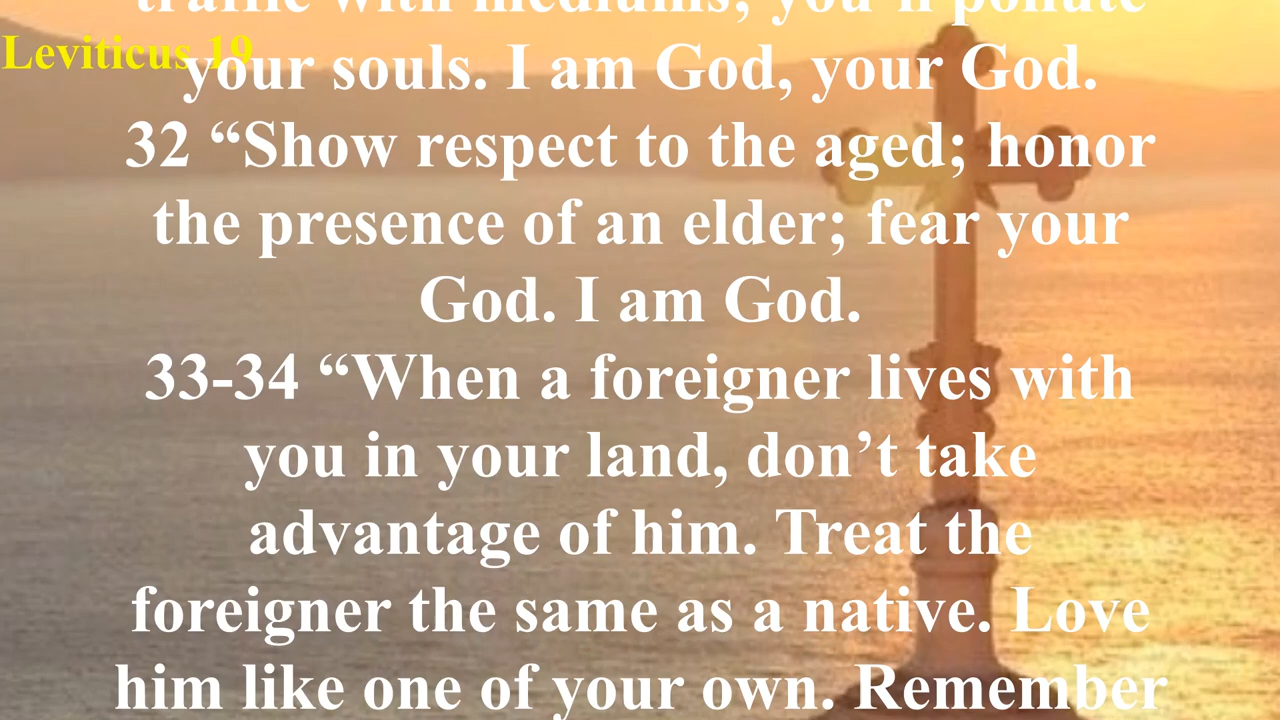 traffic with mediums; you'll pollute
Leviticus 19
your souls. I am God, your God.
32 “Show respect to the aged; honor
the presence of an elder; fear your
God. I am God.
33-34 “When a foreigner lives with
you in your land, don’t take
advantage of him. Treat the
foreigner the same as a native. Love
him like one of your own. Remember